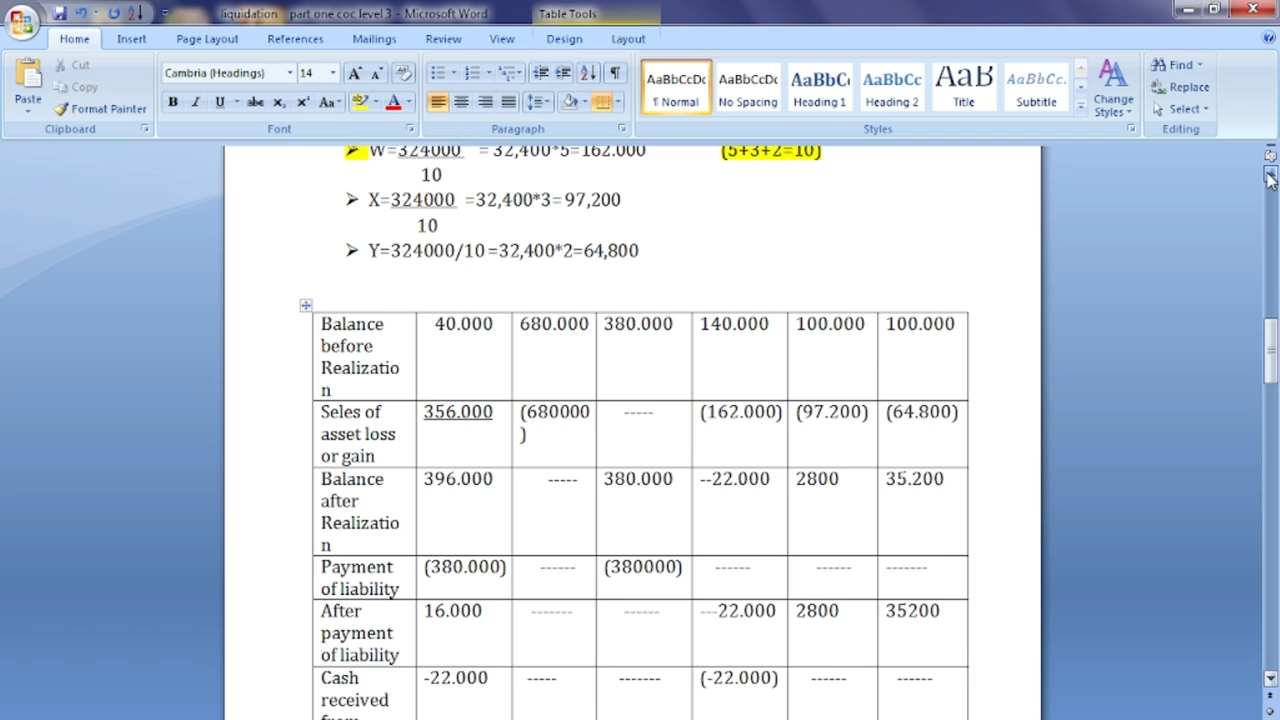 liquidation part one coc level 3 - Microsoft Word
Table Tools
Home Insert Page Layout References Mailings Review View Design Layout
Paste
Cut
Copy
Format Painter
Clipboard
Cambria (Headings) 14
B I U abc X₂ X² Aa
Font
Paragraph
AaBbCcDc AaBbCcDc AaBbC AaBbCc AaB AaBbCc.
¶ Normal No Spacing Heading 1 Heading 2 Title Subtitle
Change Styles
Styles
Find
Replace
Select
Editing
W=324000 = 32,400*5=162.000 (5+3+2=10)
10
X=324000 =32,400*3=97,200
10
Y=324000/10=32,400*2=64,800
Balance before Realization 40.000 680.000 380.000 140.000 100.000 100.000
Seles of asset loss or gain 356.000 (680000) ----- (162.000) (97.200) (64.800)
Balance after Realization 396.000 ----- 380.000 --22.000 2800 35.200
Payment of liability (380.000) ------ (380000) ------ ------ -------
After payment of liability 16.000 ------- ------ ---22.000 2800 35200
Cash received -22.000 ----- ------- (-22.000) ------ ------